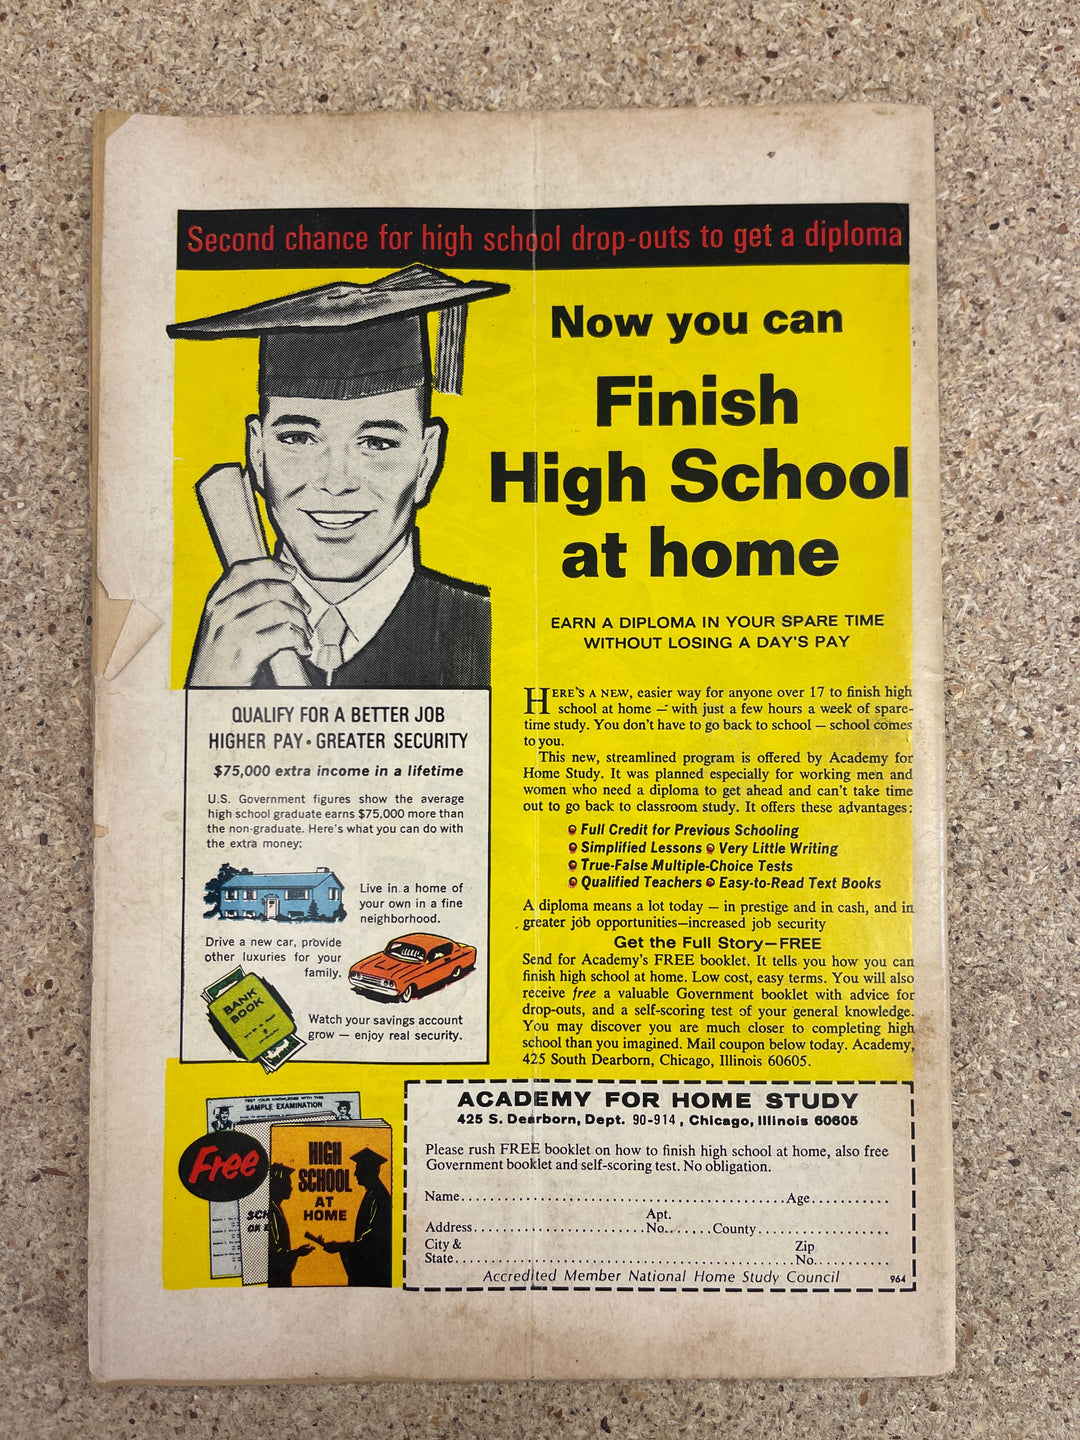 Second chance for high school drop-outs to get a diploma
Now you can
Finish
High School
at home
EARN A DIPLOMA IN YOUR SPARE TIME
WITHOUT LOSING A DAY'S PAY
HERE'S A NEW, easier way for anyone over 17 to finish high
school at home — with just a few hours a week of spare-
time study. You don't have to go back to school — school comes
to you.
This new, streamlined program is offered by Academy for
Home Study. It was planned especially for working men and
women who need a diploma to get ahead and can't take time
out to go back to classroom study. It offers these advantages:
Full Credit for Previous Schooling
Simplified Lessons Very Little Writing
True-False Multiple-Choice Tests
Qualified Teachers Easy-to-Read Text Books
A diploma means a lot today — in prestige and in cash, and in
greater job opportunities—increased job security
Get the Full Story—FREE
Send for Academy's FREE booklet. It tells you how you can
finish high school at home. Low cost, easy terms. You will also
receive free a valuable Government booklet with advice for
drop-outs, and a self-scoring test of your general knowledge.
You may discover you are much closer to completing high
school than you imagined. Mail coupon below today. Academy,
425 South Dearborn, Chicago, Illinois 60605.
QUALIFY FOR A BETTER JOB
HIGHER PAY • GREATER SECURITY
$75,000 extra income in a lifetime
U.S. Government figures show the average
high school graduate earns $75,000 more than
the non-graduate. Here's what you can do with
the extra money:
Live in a home of
your own in a fine
neighborhood.
Drive a new car, provide
other luxuries for your
family.
BANK
BOOK
Watch your savings account
grow — enjoy real security.
TEST YOUR KNOWLEDGE WITH THIS
SAMPLE EXAMINATION
Free
HIGH
SCHOOL
AT
HOME
ACADEMY FOR HOME STUDY
425 S. Dearborn, Dept. 90-914, Chicago, Illinois 60605
Please rush FREE booklet on how to finish high school at home, also free
Government booklet and self-scoring test. No obligation.
Name Age
Apt.
Address No. County
City & Zip
State No.
Accredited Member National Home Study Council 964